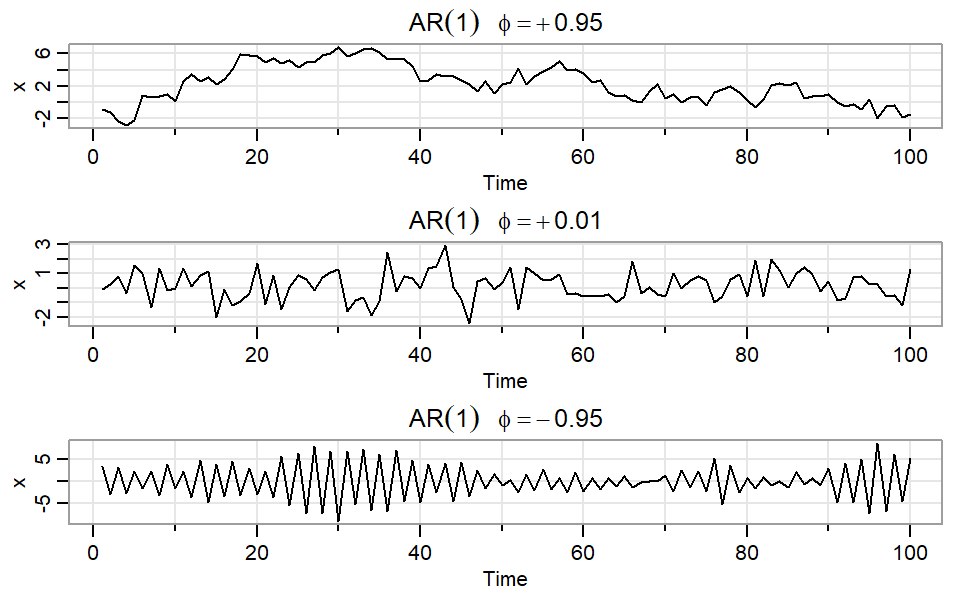 AR(1) ϕ = + 0.95
6
2
-2
x
0 20 40 60 80 100
Time
AR(1) ϕ = + 0.01
3
1
-2
x
0 20 40 60 80 100
Time
AR(1) ϕ = − 0.95
5
-5
x
0 20 40 60 80 100
Time